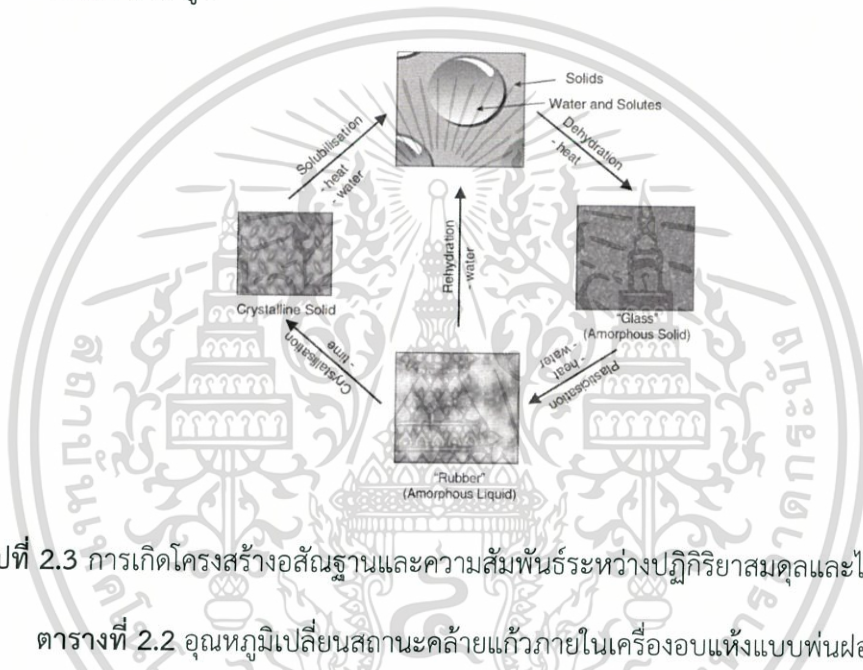 Solids
Water and Solutes
Solubilisation
- heat
- water
Dehydration
- heat
Rehydration
- water
Crystalline Solid
"Glass"
(Amorphous Solid)
Crystallisation
- time
Plasticisation
- heat
- water
"Rubber"
(Amorphous Liquid)
ปที่ 2.3 การเกิดโครงสร้างอสัณฐานและความสัมพันธ์ระหว่างปฏิกิริยาสมดุลและไ
ตารางที่ 2.2 อุณหภูมิเปลี่ยนสถานะคล้ายแก้วภายในเครื่องอบแห้งแบบพ่นฝอ